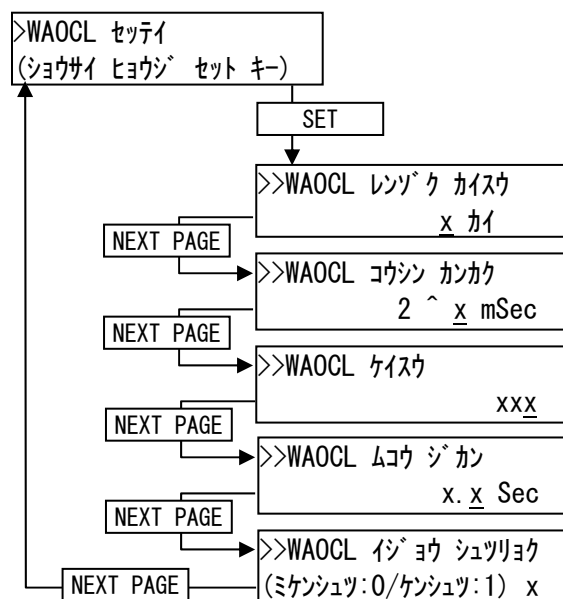 >WAOCL ｾｯﾃｲ
(ｼｮｳｻｲ ﾋｮｳｼﾞ ｾｯﾄ ｷｰ)
SET
>>WAOCL ﾚﾝｿﾞｸ ｶｲｽｳ
x ｶｲ
NEXT PAGE
>>WAOCL ｺｳｼﾝ ｶﾝｶｸ
2 ^ x mSec
NEXT PAGE
>>WAOCL ｹｲｽｳ
xxx
NEXT PAGE
>>WAOCL ﾑｺｳ ｼﾞｶﾝ
x.x Sec
NEXT PAGE
>>WAOCL ｲｼﾞｮｳ ｼｭﾂﾘｮｸ
(ﾐｹﾝｼｭﾂ:0/ｹﾝｼｭﾂ:1) x
NEXT PAGE